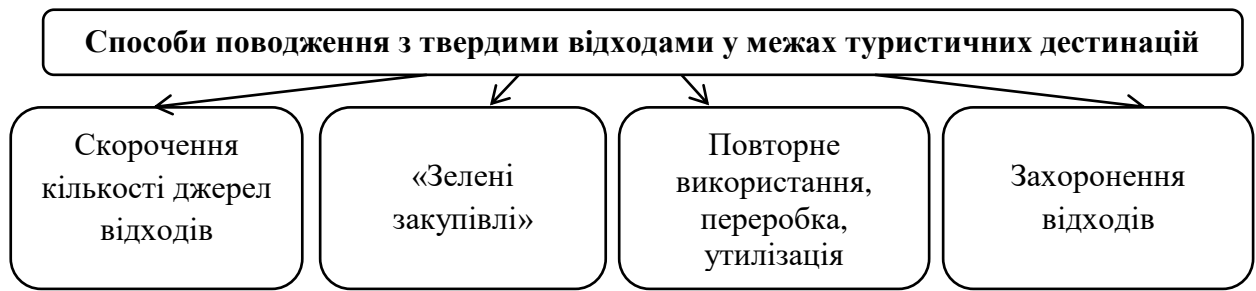 Способи поводження з твердими відходами у межах туристичних дестинацій
Скорочення
кількості джерел
відходів
«Зелені
закупівлі»
Повторне
використання,
переробка,
утилізація
Захоронення
відходів